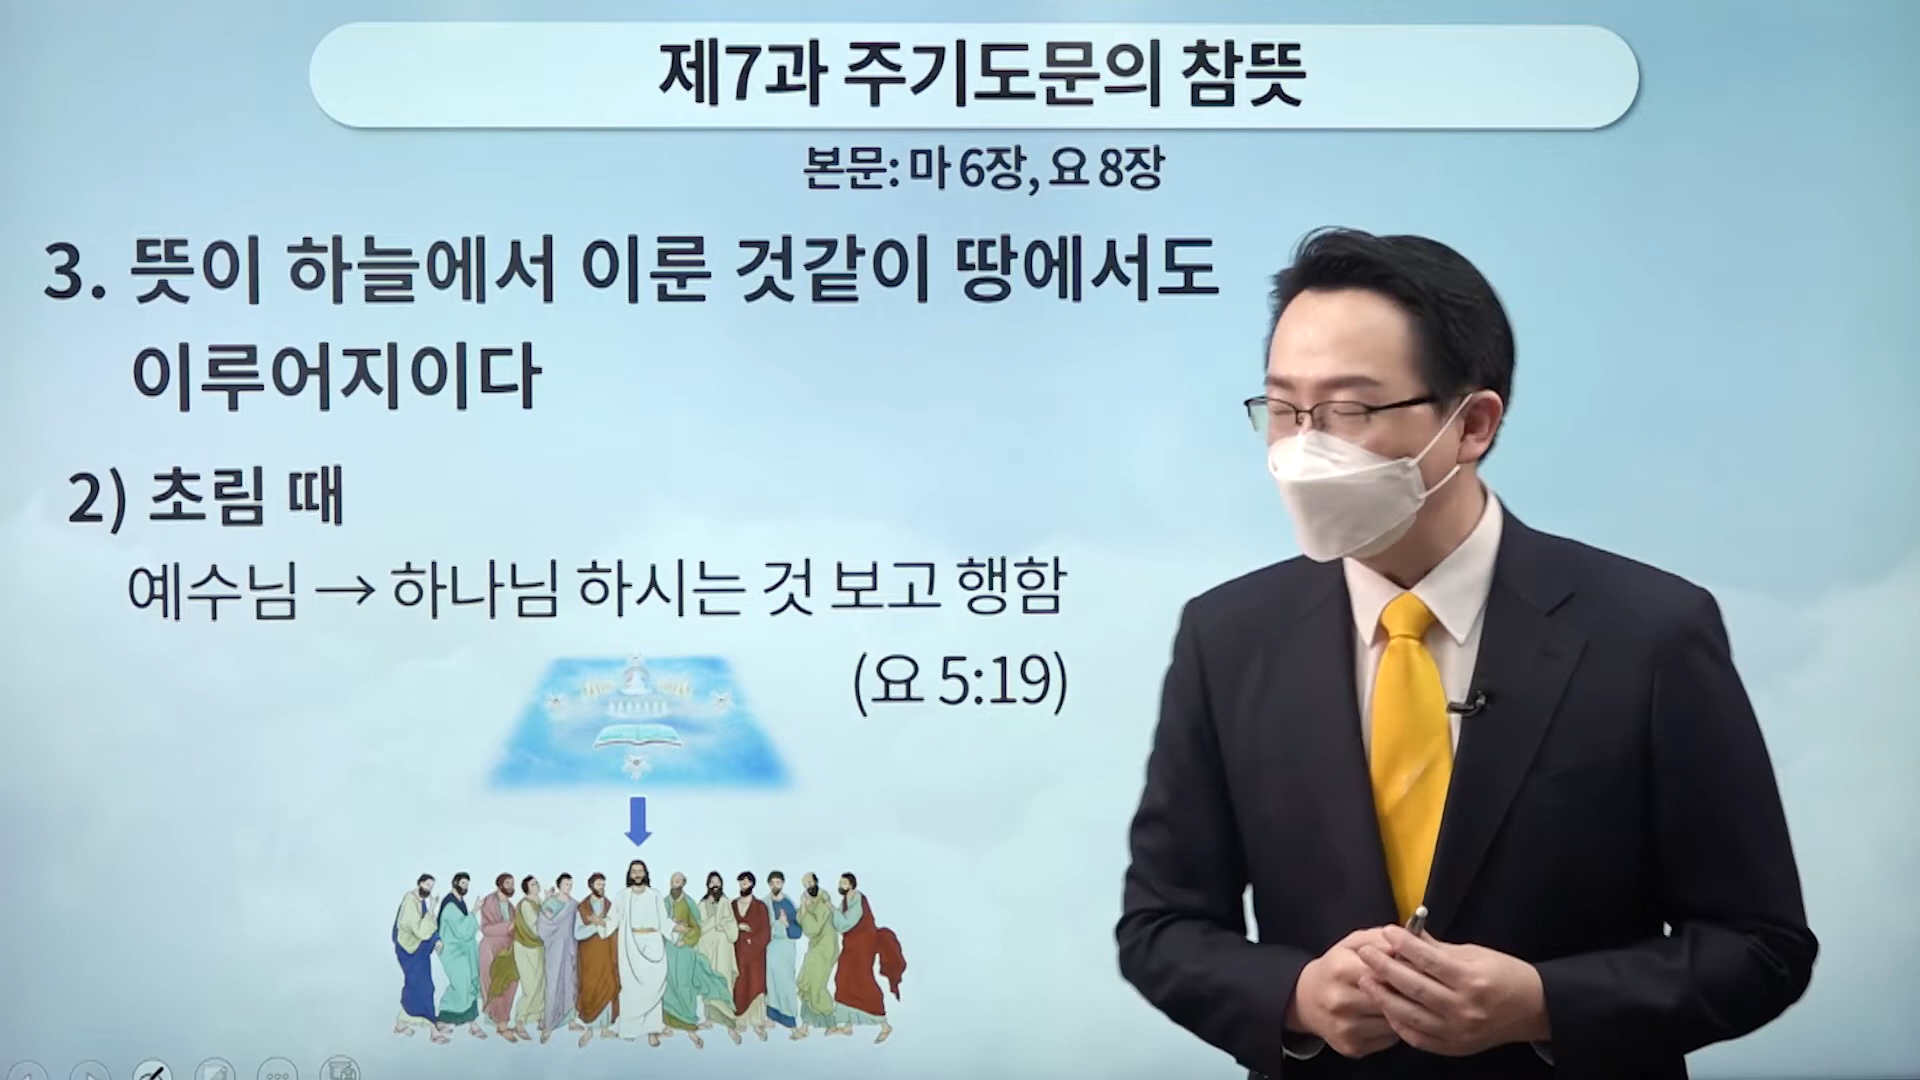 제7과 주기도문의 참뜻
본문: 마 6장, 요 8장
3. 뜻이 하늘에서 이룬 것같이 땅에서도
이루어지이다
2) 초림 때
예수님 → 하나님 하시는 것 보고 행함
(요 5:19)